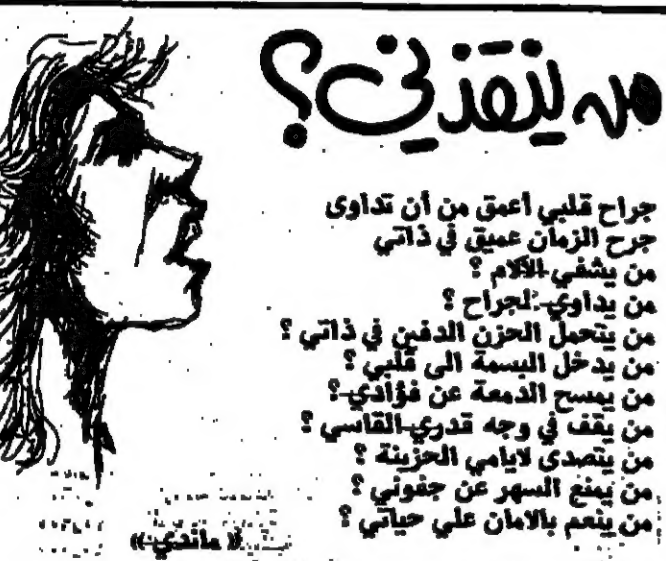 من ينقذني؟
جراح قلبي أعمق من أن تداوى
جرح الزمان عميق في ذاتي
من يشفي الآلام ؟
من يداوي الجراح ؟
من يتحمل الحزن الدفين في ذاتي ؟
من يدخل البسمة الى قلبي ؟
من يمسح الدمعة عن فؤادي ؟
من يقف في وجه قدري القاسي ؟
من يتصدى لايامي الحزينة ؟
من يمنع السهر عن جفوني ؟
من ينعم بالامان علي حياتي ؟
« ماندي »